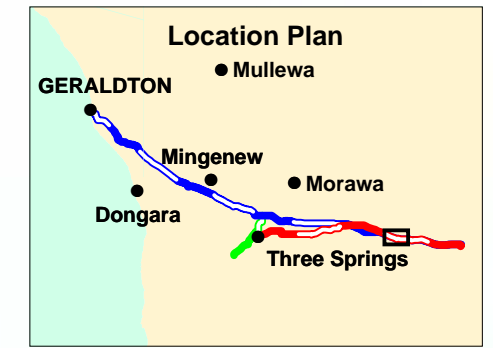 Location Plan
Mullewa
GERALDTON
Mingenew
Morawa
Dongara
Three Springs